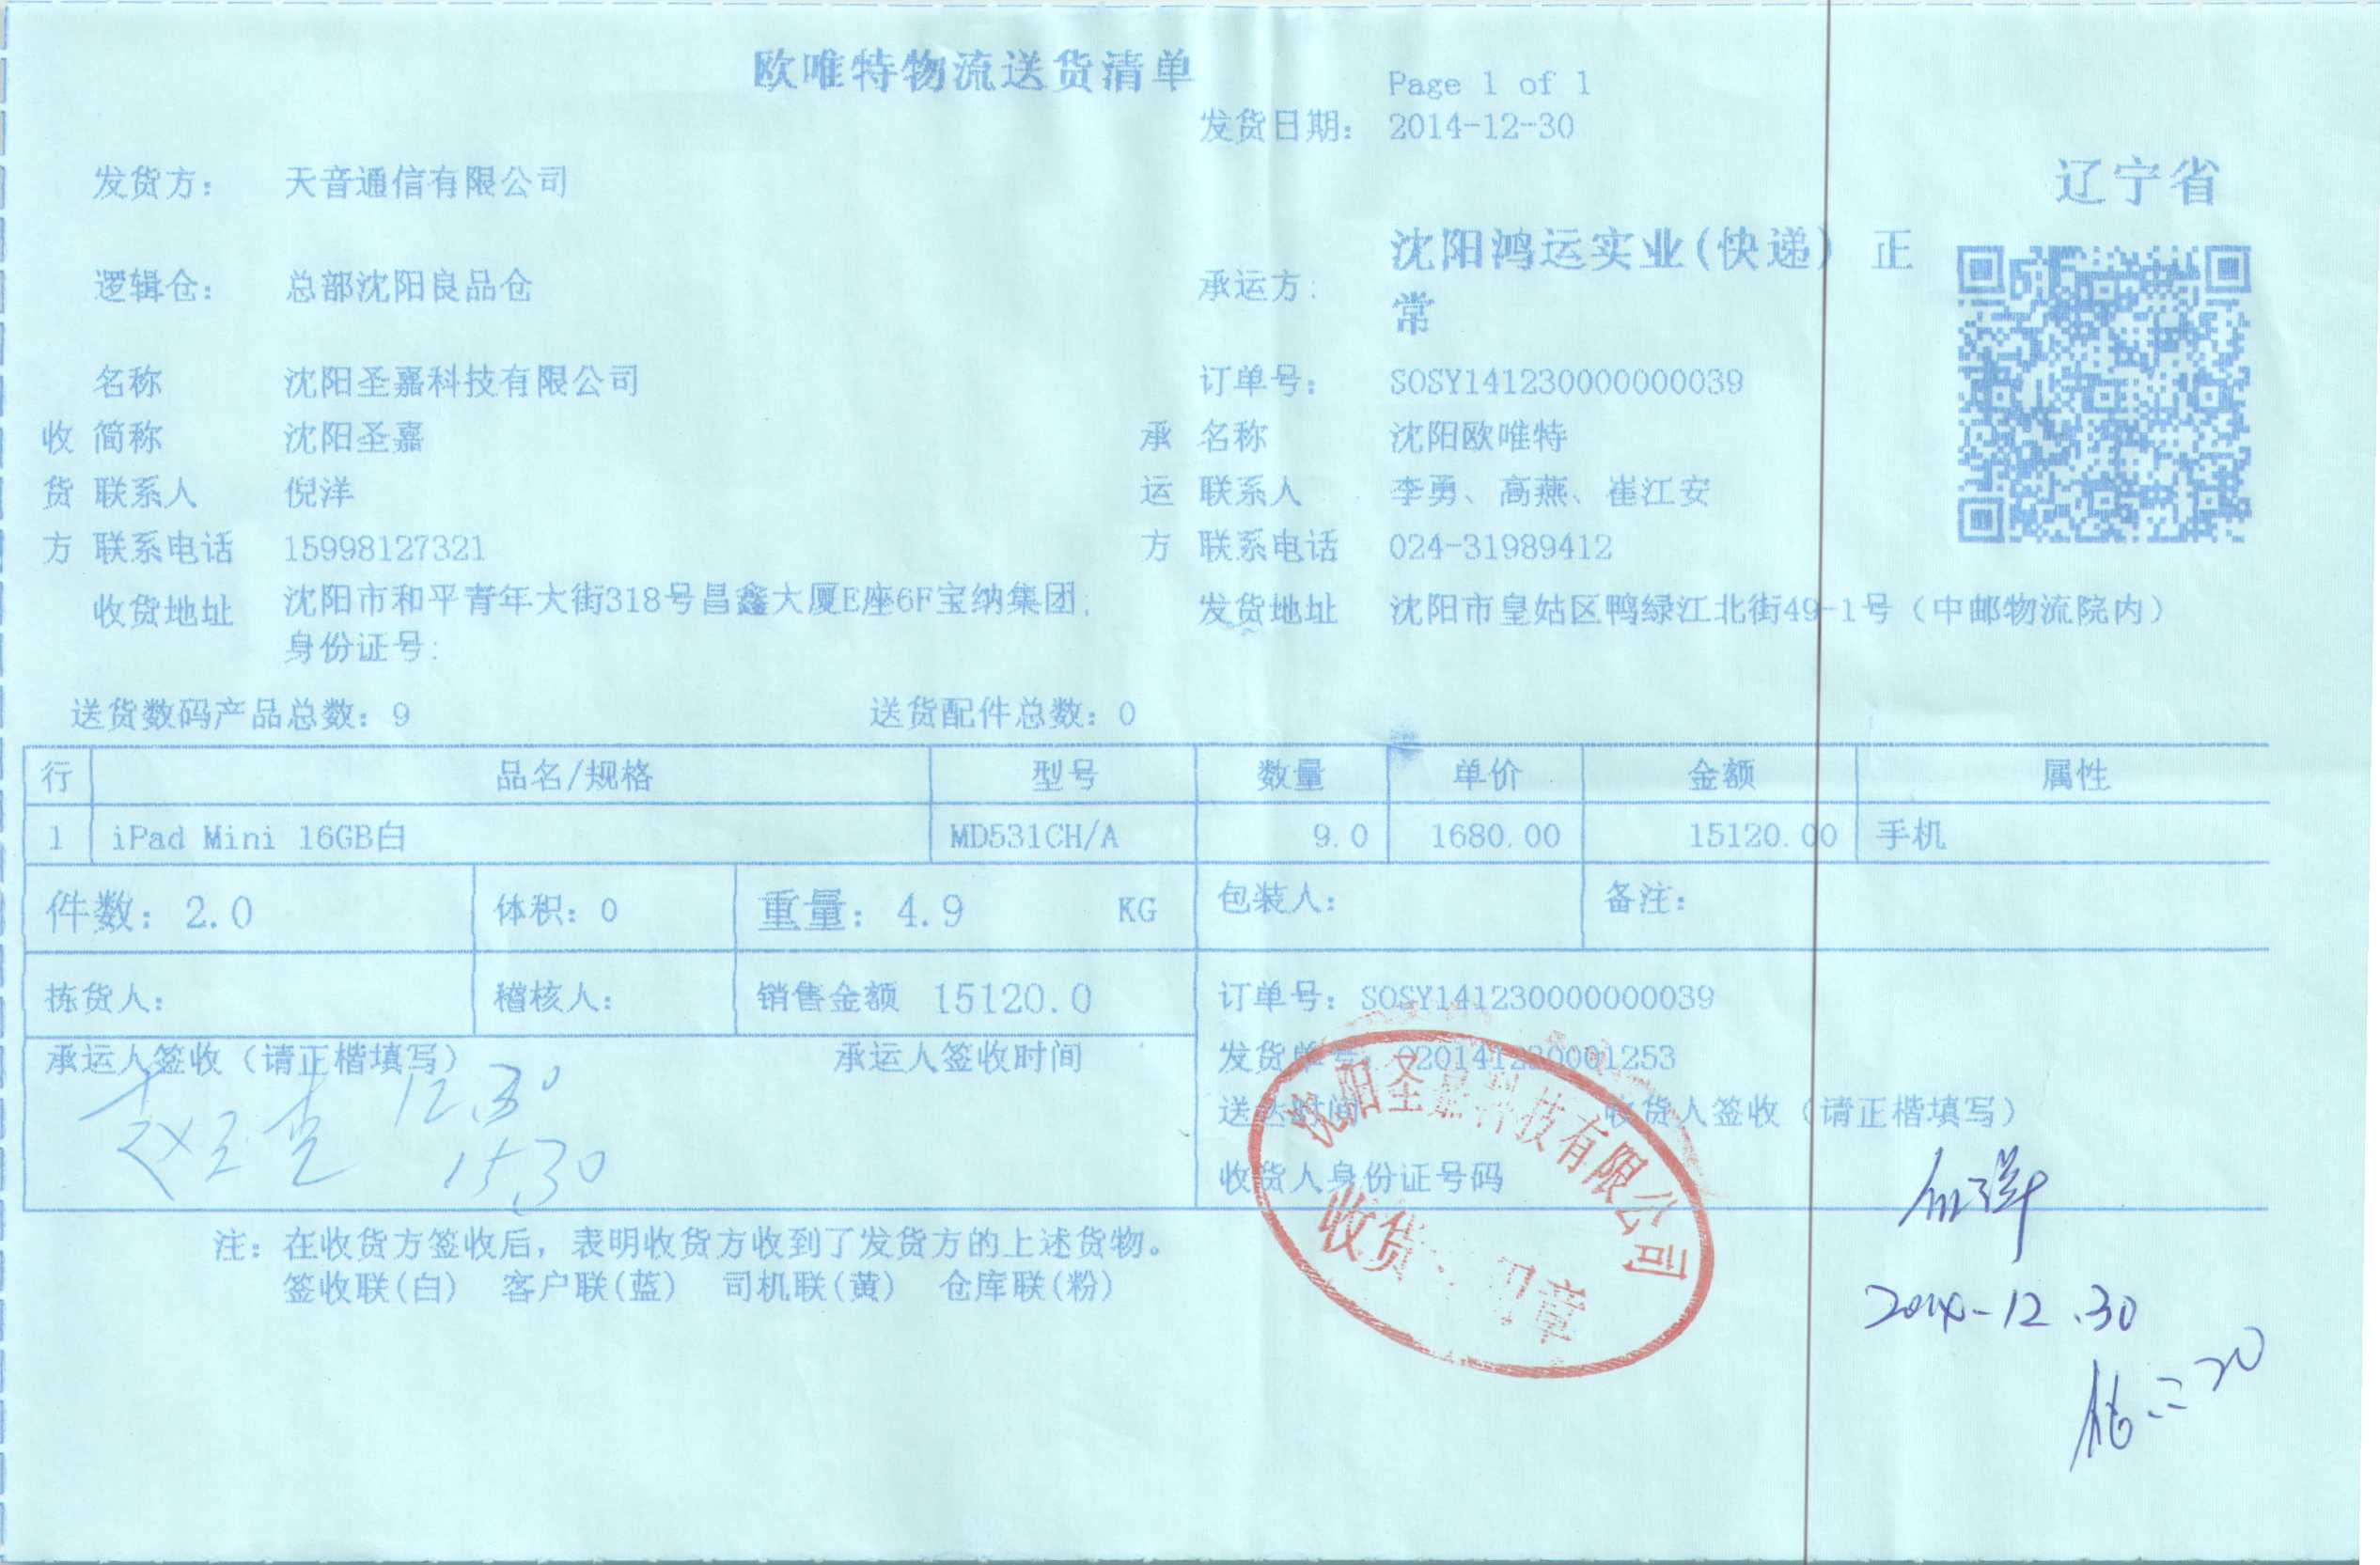 欧唯特物流送货清单
Page 1 of 1
发货日期: 2014-12-30
发货方: 天音通信有限公司
辽宁省
逻辑仓: 总部沈阳良品仓
承运方: 沈阳鸿运实业(快递) 正
常
名称 沈阳圣嘉科技有限公司
订单号: SOSY141230000000039
收 简称 沈阳圣嘉
承 名称 沈阳欧唯特
货 联系人 倪洋
运 联系人 李勇、高燕、崔江安
方 联系电话 15998127321
方 联系电话 024-31989412
收货地址 沈阳市和平青年大街318号昌鑫大厦E座6F宝纳集团,
身份证号:
发货地址 沈阳市皇姑区鸭绿江北街49-1号（中邮物流院内）
送货数码产品总数: 9 送货配件总数: 0
行 品名/规格 型号 数量 单价 金额 属性
1 iPad Mini 16GB白 MD531CH/A 9.0 1680.00 15120.00 手机
件数: 2.0 体积: 0 重量: 4.9 KG 包装人: 备注:
拣货人: 稽核人: 销售金额 15120.0 订单号: SOSY141230000000039
承运人签收（请正楷填写） 承运人签收时间
发货单号: 020141230001253
12.30
15.30
送达时间 收货人签收（请正楷填写）
收货人身份证号码
沈阳圣嘉科技有限公司
收货专用章
2014-12.30
注: 在收货方签收后, 表明收货方收到了发货方的上述货物。
签收联(白) 客户联(蓝) 司机联(黄) 仓库联(粉)